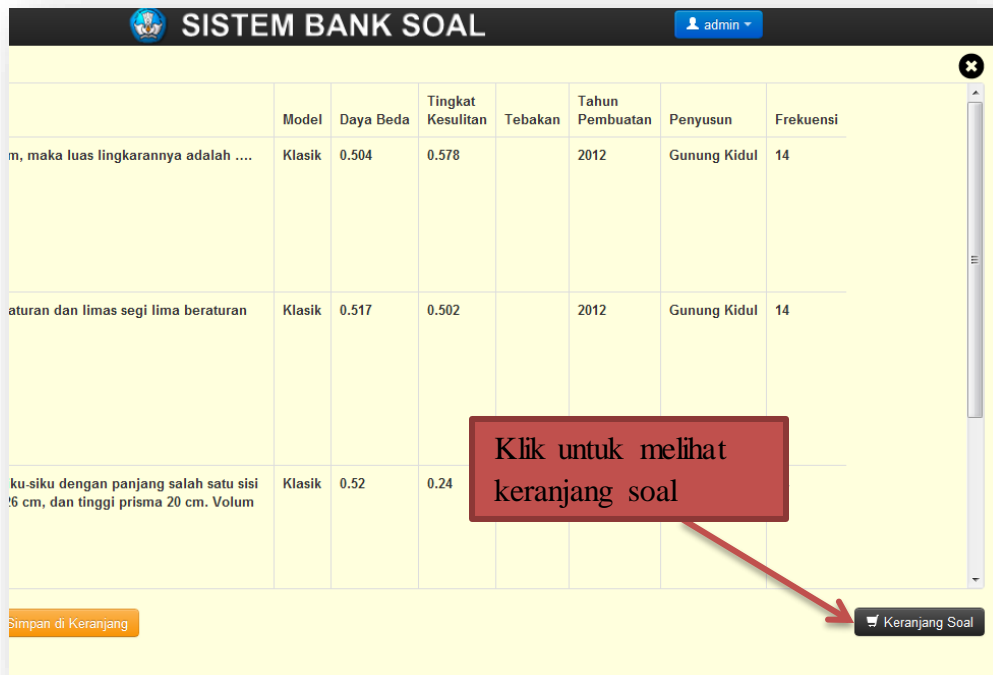 SISTEM BANK SOAL
admin
Model Daya Beda Tingkat Kesulitan Tebakan Tahun Pembuatan Penyusun Frekuensi
m, maka luas lingkarannya adalah .... Klasik 0.504 0.578 2012 Gunung Kidul 14
aturan dan limas segi lima beraturan Klasik 0.517 0.502 2012 Gunung Kidul 14
ku-siku dengan panjang salah satu sisi Klasik 0.52 0.24
26 cm, dan tinggi prisma 20 cm. Volum
Klik untuk melihat
keranjang soal
Simpan di Keranjang
Keranjang Soal